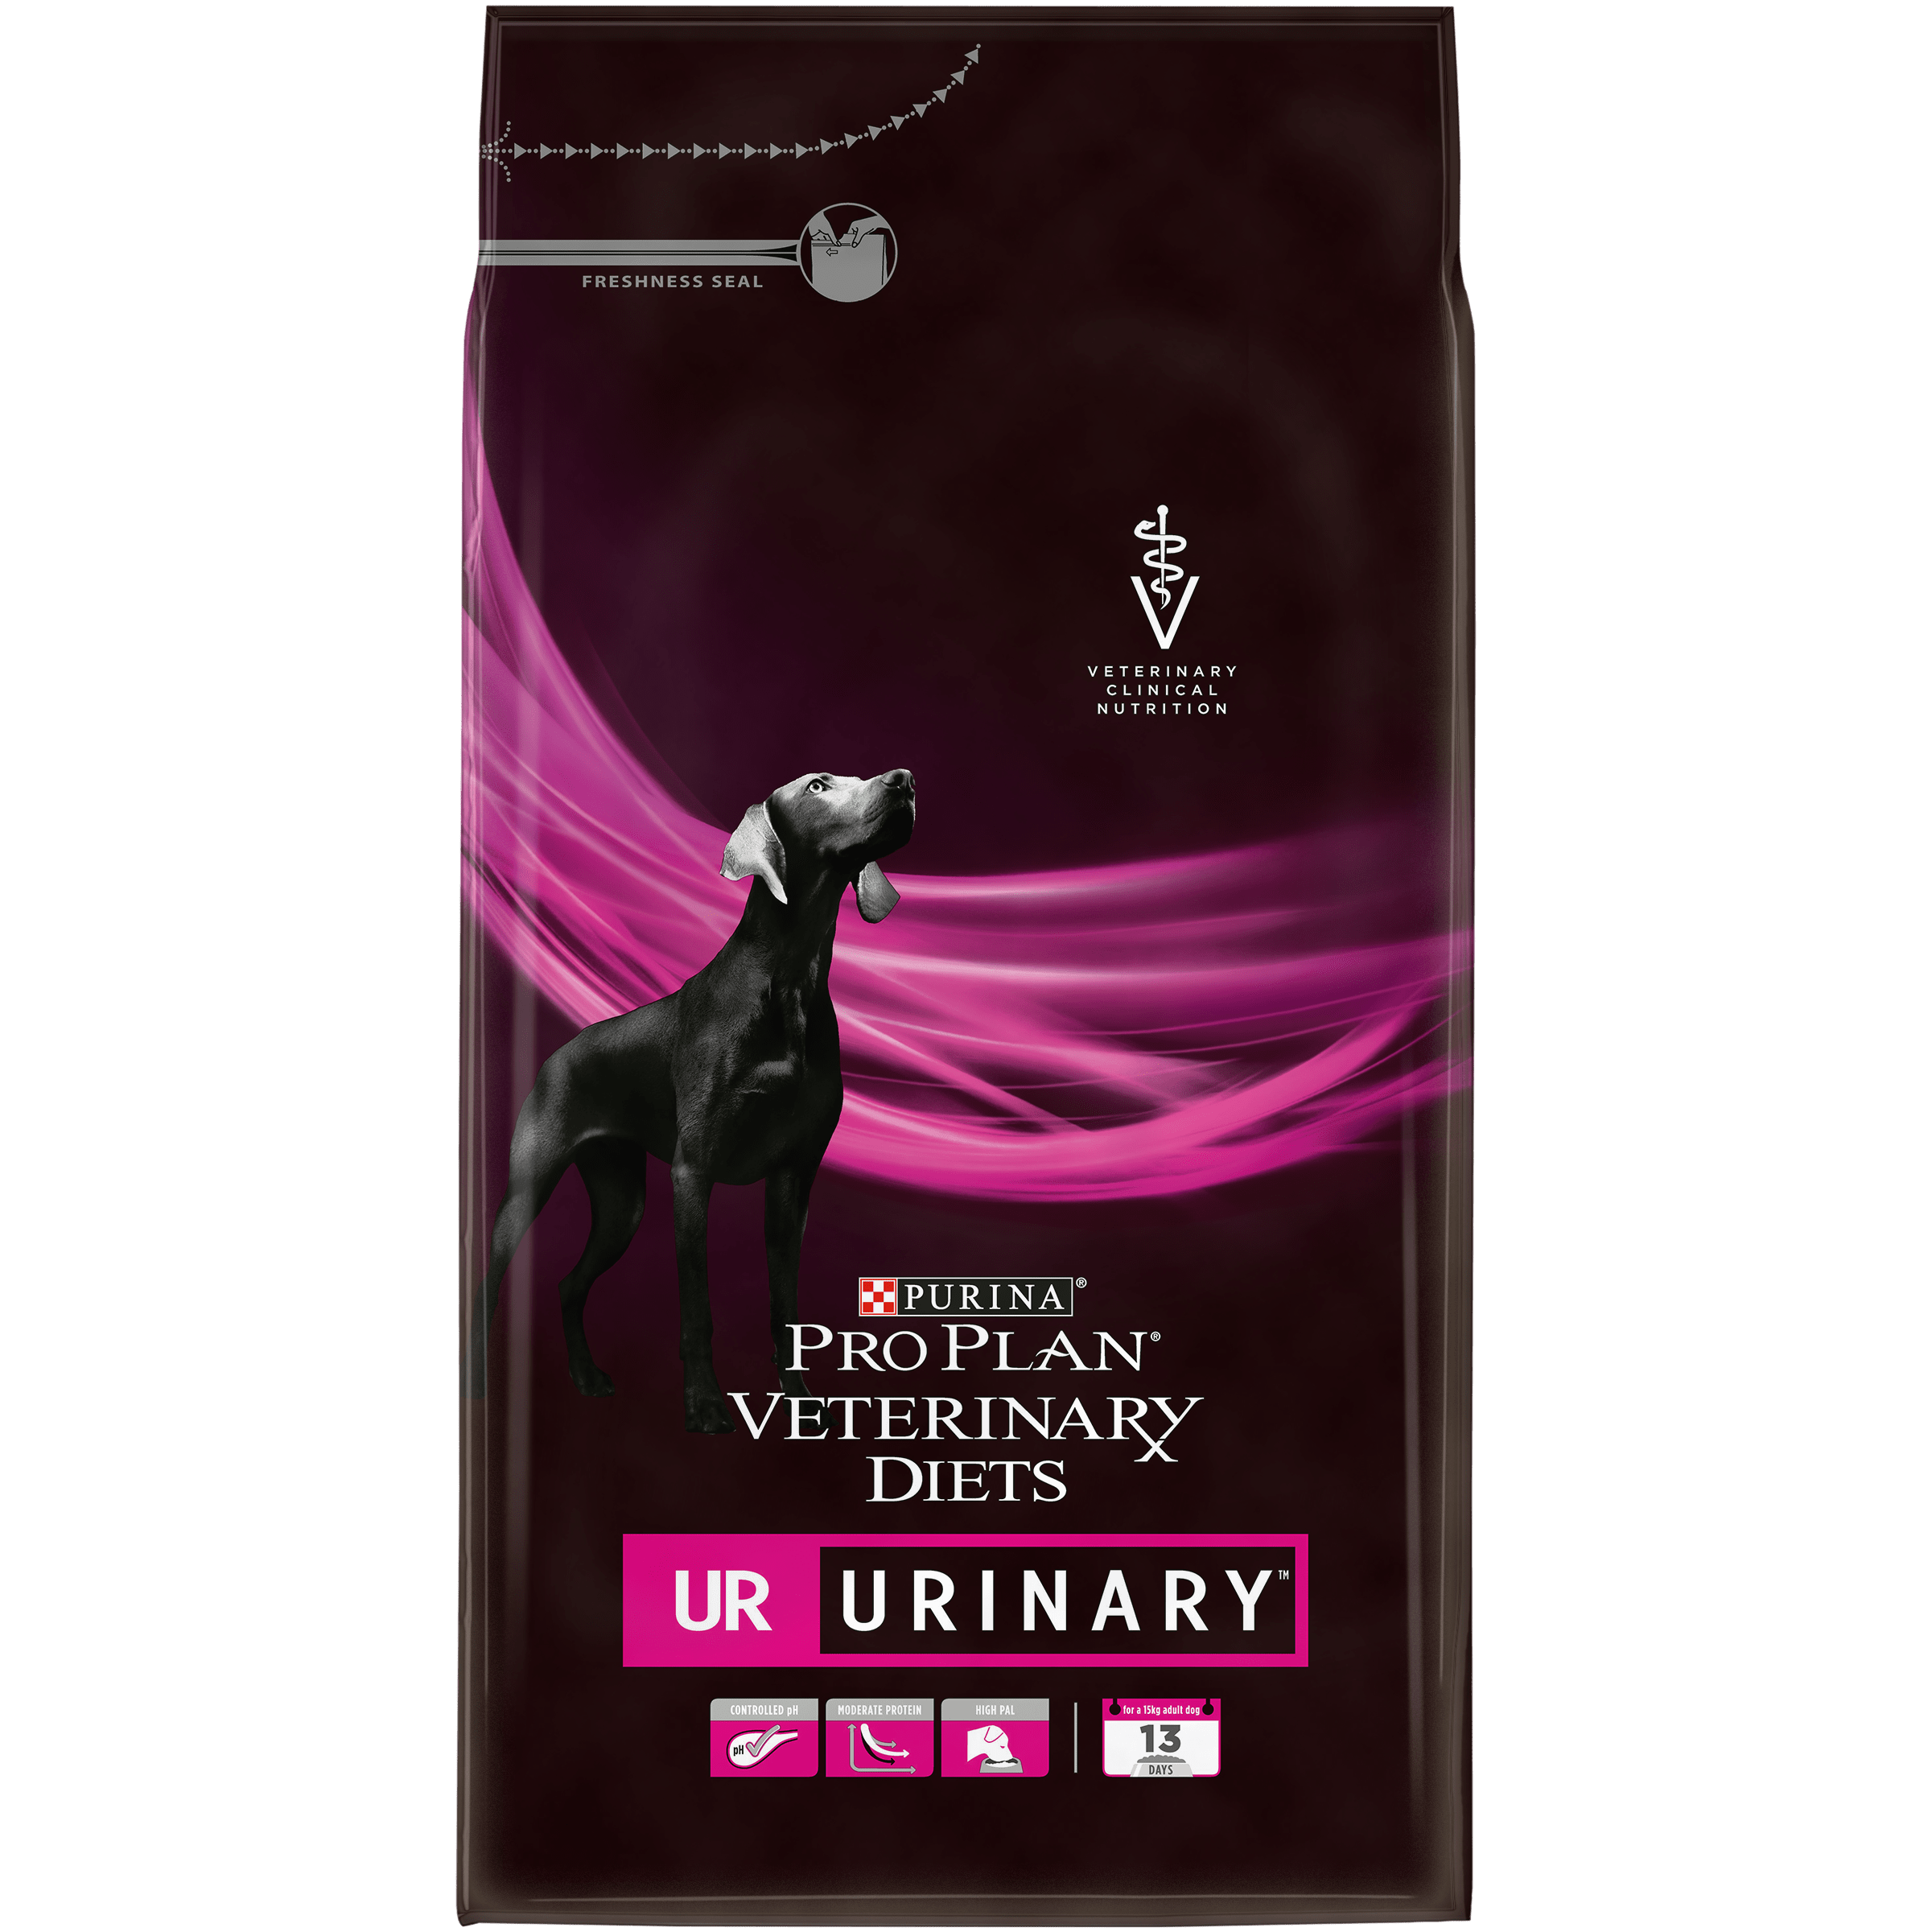 FRESHNESS SEAL
V
VETERINARY
CLINICAL
NUTRITION
PURINA®
PRO PLAN®
VETERINARY
DIETS
UR URINARY™
CONTROLLED pH
pH
MODERATE PROTEIN
HIGH PAL
for a 15kg adult dog
13
DAYS